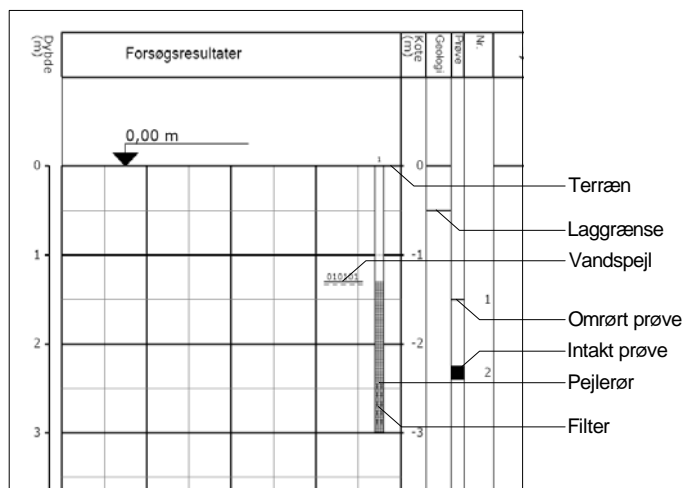 Dybde
(m)
Forsøgsresultater
Kote
(m)
Geologi
Prøve
Nr.
0,00 m
0
1
0
Terræn
Laggrænse
1
-1
010101
Vandspejl
1
Omrørt prøve
2
-2
2
Intakt prøve
Pejlerør
Filter
3
-3